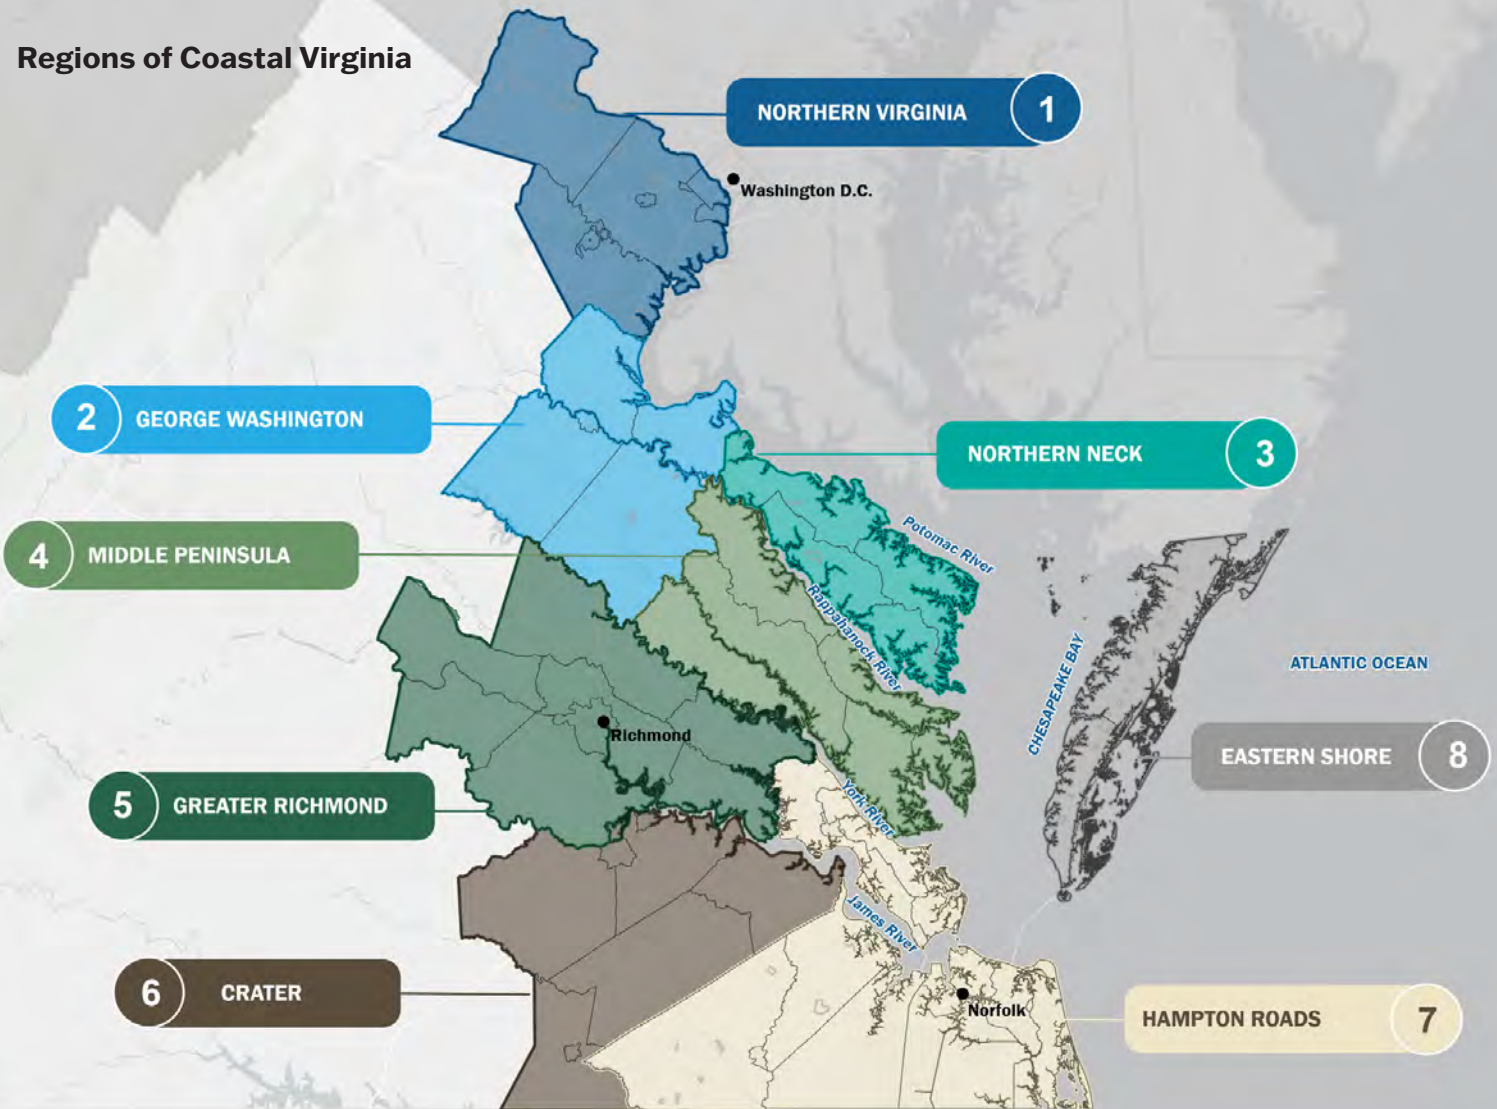 Regions of Coastal Virginia
NORTHERN VIRGINIA 1
Washington D.C.
2 GEORGE WASHINGTON
NORTHERN NECK 3
Potomac River
4 MIDDLE PENINSULA
Rappahanock River
CHESAPEAKE BAY
ATLANTIC OCEAN
Richmond
EASTERN SHORE 8
5 GREATER RICHMOND
York River
James River
6 CRATER
Norfolk
HAMPTON ROADS 7